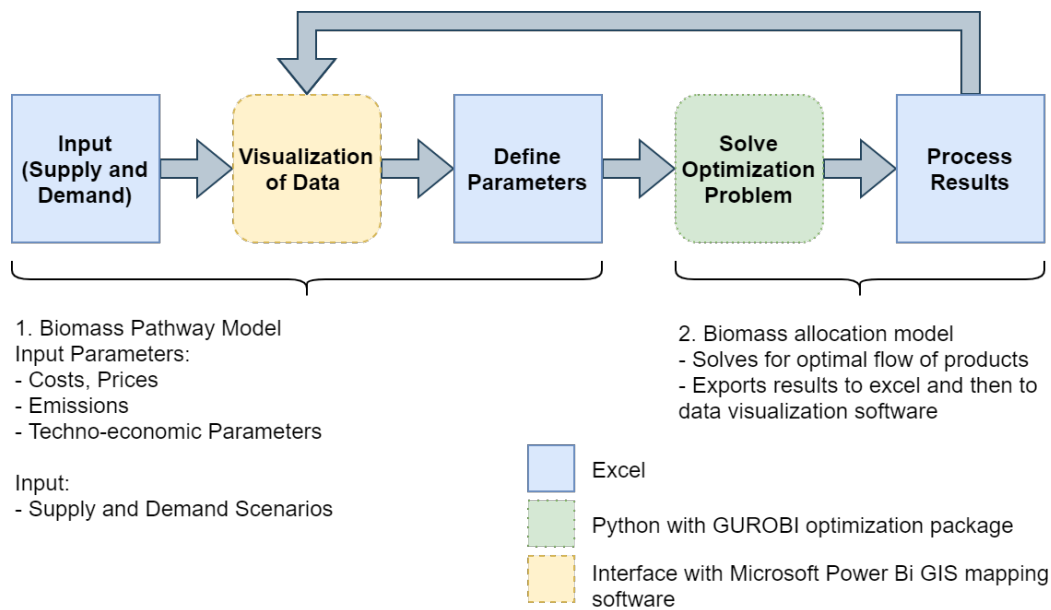 Input
(Supply and
Demand)
Visualization
of Data
Define
Parameters
Solve
Optimization
Problem
Process
Results
1. Biomass Pathway Model
Input Parameters:
- Costs, Prices
- Emissions
- Techno-economic Parameters
Input:
- Supply and Demand Scenarios
2. Biomass allocation model
- Solves for optimal flow of products
- Exports results to excel and then to
data visualization software
Excel
Python with GUROBI optimization package
Interface with Microsoft Power Bi GIS mapping
software